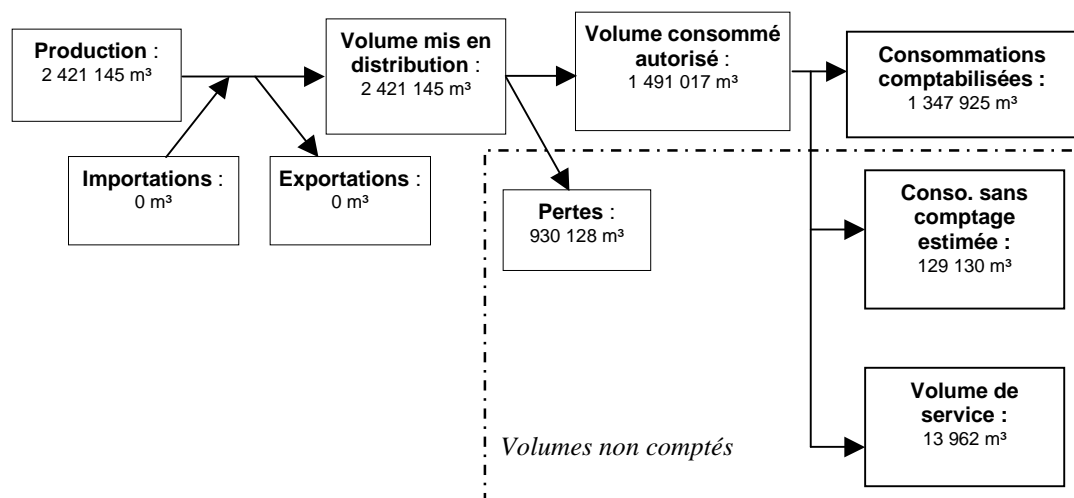 Production :
2 421 145 m³
Volume mis en
distribution :
2 421 145 m³
Volume consommé
autorisé :
1 491 017 m³
Consommations
comptabilisées :
1 347 925 m³
Importations :
0 m³
Exportations :
0 m³
Pertes :
930 128 m³
Conso. sans
comptage
estimée :
129 130 m³
Volume de
service :
13 962 m³
Volumes non comptés